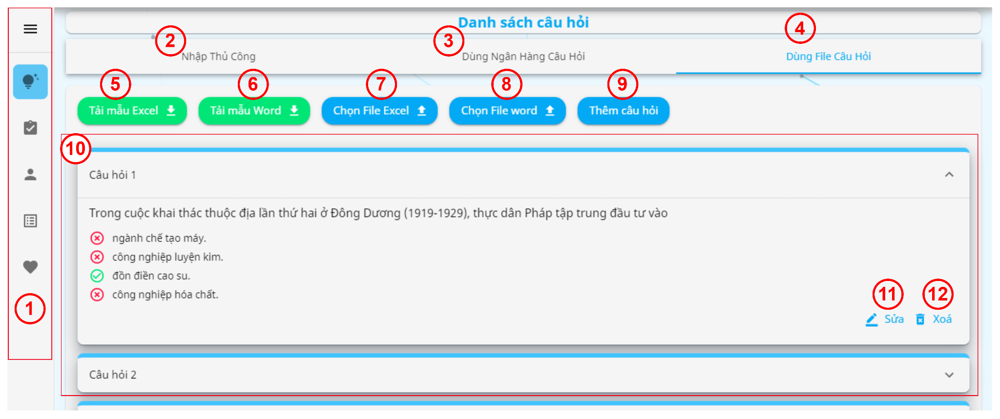 Danh sách câu hỏi
2
3
4
Nhập Thủ Công
Dùng Ngân Hàng Câu Hỏi
Dùng File Câu Hỏi
5
6
7
8
9
Tải mẫu Excel
Tải mẫu Word
Chọn File Excel
Chọn File word
Thêm câu hỏi
10
Câu hỏi 1
Trong cuộc khai thác thuộc địa lần thứ hai ở Đông Dương (1919-1929), thực dân Pháp tập trung đầu tư vào
ngành chế tạo máy.
công nghiệp luyện kim.
đồn điền cao su.
công nghiệp hóa chất.
1
11
12
Sửa
Xoá
Câu hỏi 2